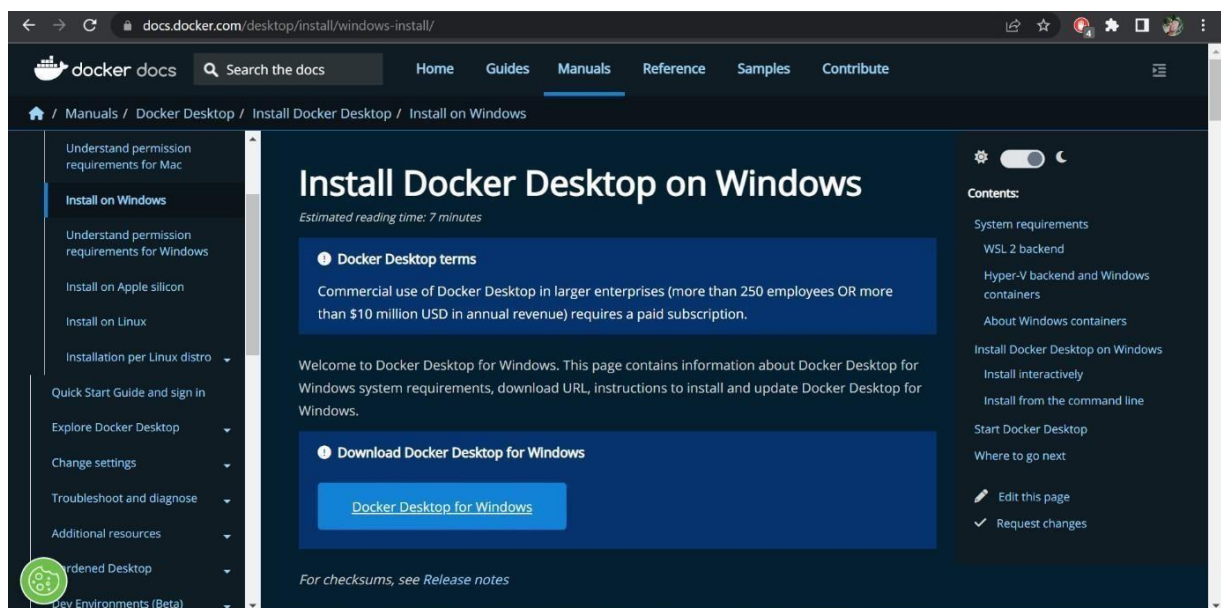 docs.docker.com/desktop/install/windows-install/
4
docker docs
Search the docs
Home Guides Manuals Reference Samples Contribute
/ Manuals / Docker Desktop / Install Docker Desktop / Install on Windows
Understand permission
requirements for Mac
Install on Windows
Understand permission
requirements for Windows
Install on Apple silicon
Install on Linux
Installation per Linux distro
Quick Start Guide and sign in
Explore Docker Desktop
Change settings
Troubleshoot and diagnose
Additional resources
rdened Desktop
Dev Environments (Beta)
Install Docker Desktop on Windows
Estimated reading time: 7 minutes
Docker Desktop terms
Commercial use of Docker Desktop in larger enterprises (more than 250 employees OR more
than $10 million USD in annual revenue) requires a paid subscription.
Welcome to Docker Desktop for Windows. This page contains information about Docker Desktop for
Windows system requirements, download URL, instructions to install and update Docker Desktop for
Windows.
Download Docker Desktop for Windows
Docker Desktop for Windows
For checksums, see Release notes
Contents:
System requirements
WSL 2 backend
Hyper-V backend and Windows
containers
About Windows containers
Install Docker Desktop on Windows
Install interactively
Install from the command line
Start Docker Desktop
Where to go next
Edit this page
Request changes